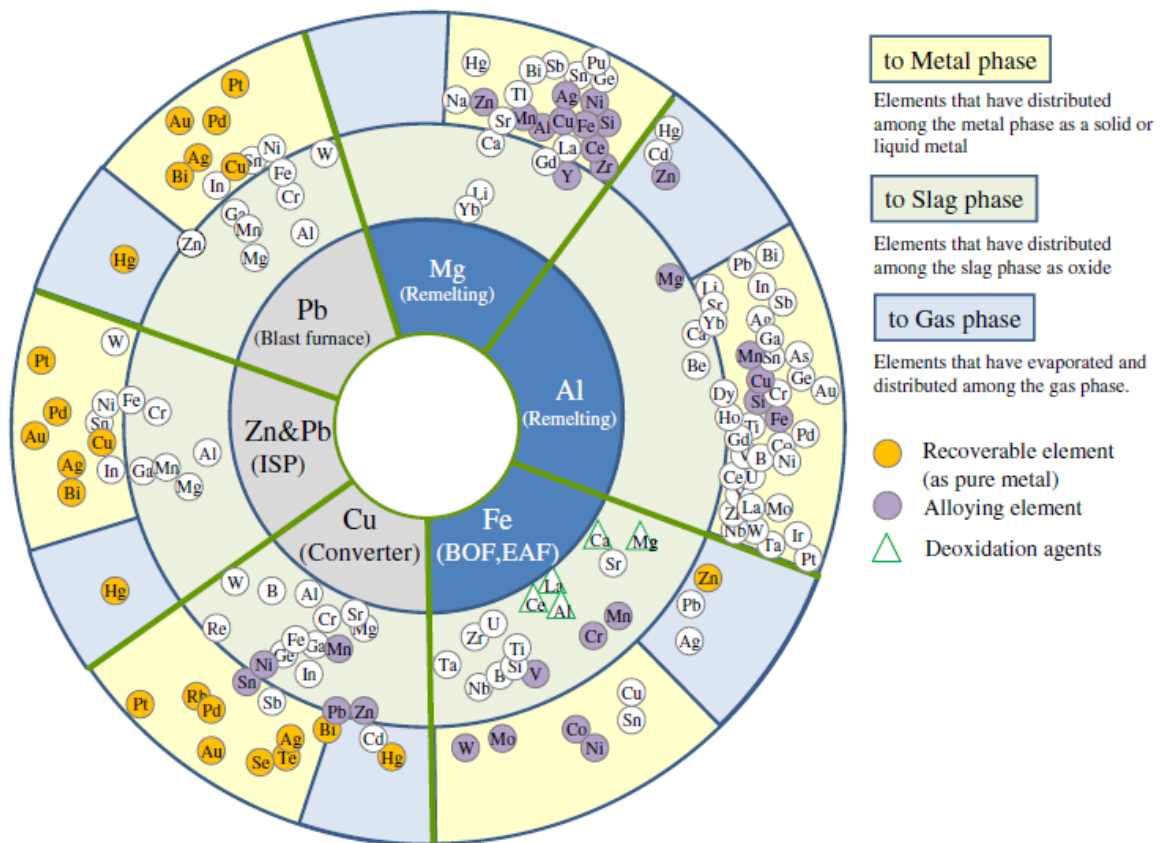 to Metal phase
Elements that have distributed
among the metal phase as a solid or
liquid metal
to Slag phase
Elements that have distributed
among the slag phase as oxide
to Gas phase
Elements that have evaporated and
distributed among the gas phase.
Recoverable element
(as pure metal)
Alloying element
Deoxidation agents
Mg
(Remelting)
Hg
Bi
Sb
Sn
Pu
Ge
Na
Zn
Tl
Ag
Ni
Sr
Mn
Al
Cu
Fe
Si
Ca
La
Ce
Gd
Y
Zr
Li
Yb
Al
(Remelting)
Hg
Cd
Zn
Mg
Pb
Bi
Li
In
Sr
Sb
Yb
Ag
Ca
Ga
Mn
Sn
As
Be
Cu
Ge
Dy
Si
Cr
Au
Ho
Ti
Fe
Gd
Co
Pd
B
Ni
Ce
U
La
Mo
Nb
W
Ta
Ir
Pt
Fe
(BOF,EAF)
Ca
Mg
Sr
La
Ce
Al
Mn
Cr
U
Zr
Ti
Ta
Si
B
V
Nb
Zn
Pb
Ag
Cu
Sn
W
Mo
Co
Ni
Cu
(Converter)
W
B
Al
Re
Cr
Sr
Mg
Fe
Ga
Mn
Ni
Ge
Sn
In
Sb
Pb
Zn
Bi
Cd
Hg
Pt
Pd
Au
Ag
Se
Te
Zn&Pb
(ISP)
W
Pt
Ni
Fe
Cr
Pd
Sn
Au
Cu
Al
Ag
In
Ga
Mn
Bi
Mg
Hg
Pb
(Blast furnace)
Pt
Au
Pd
Ag
Bi
Cu
Sn
Ni
W
In
Fe
Cr
Ga
Mn
Al
Zn
Mg
Hg